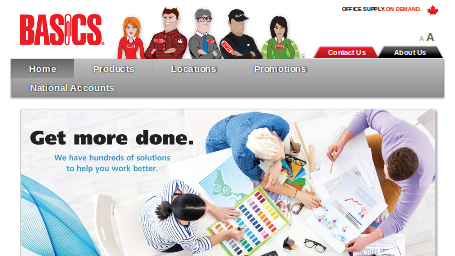 BASICS.
OFFICE SUPPLY.ON DEMAND.
A A
Contact Us
About Us
Home
Products
Locations
Promotions
National Accounts
Get more done.
We have hundreds of solutions
to help you work better.